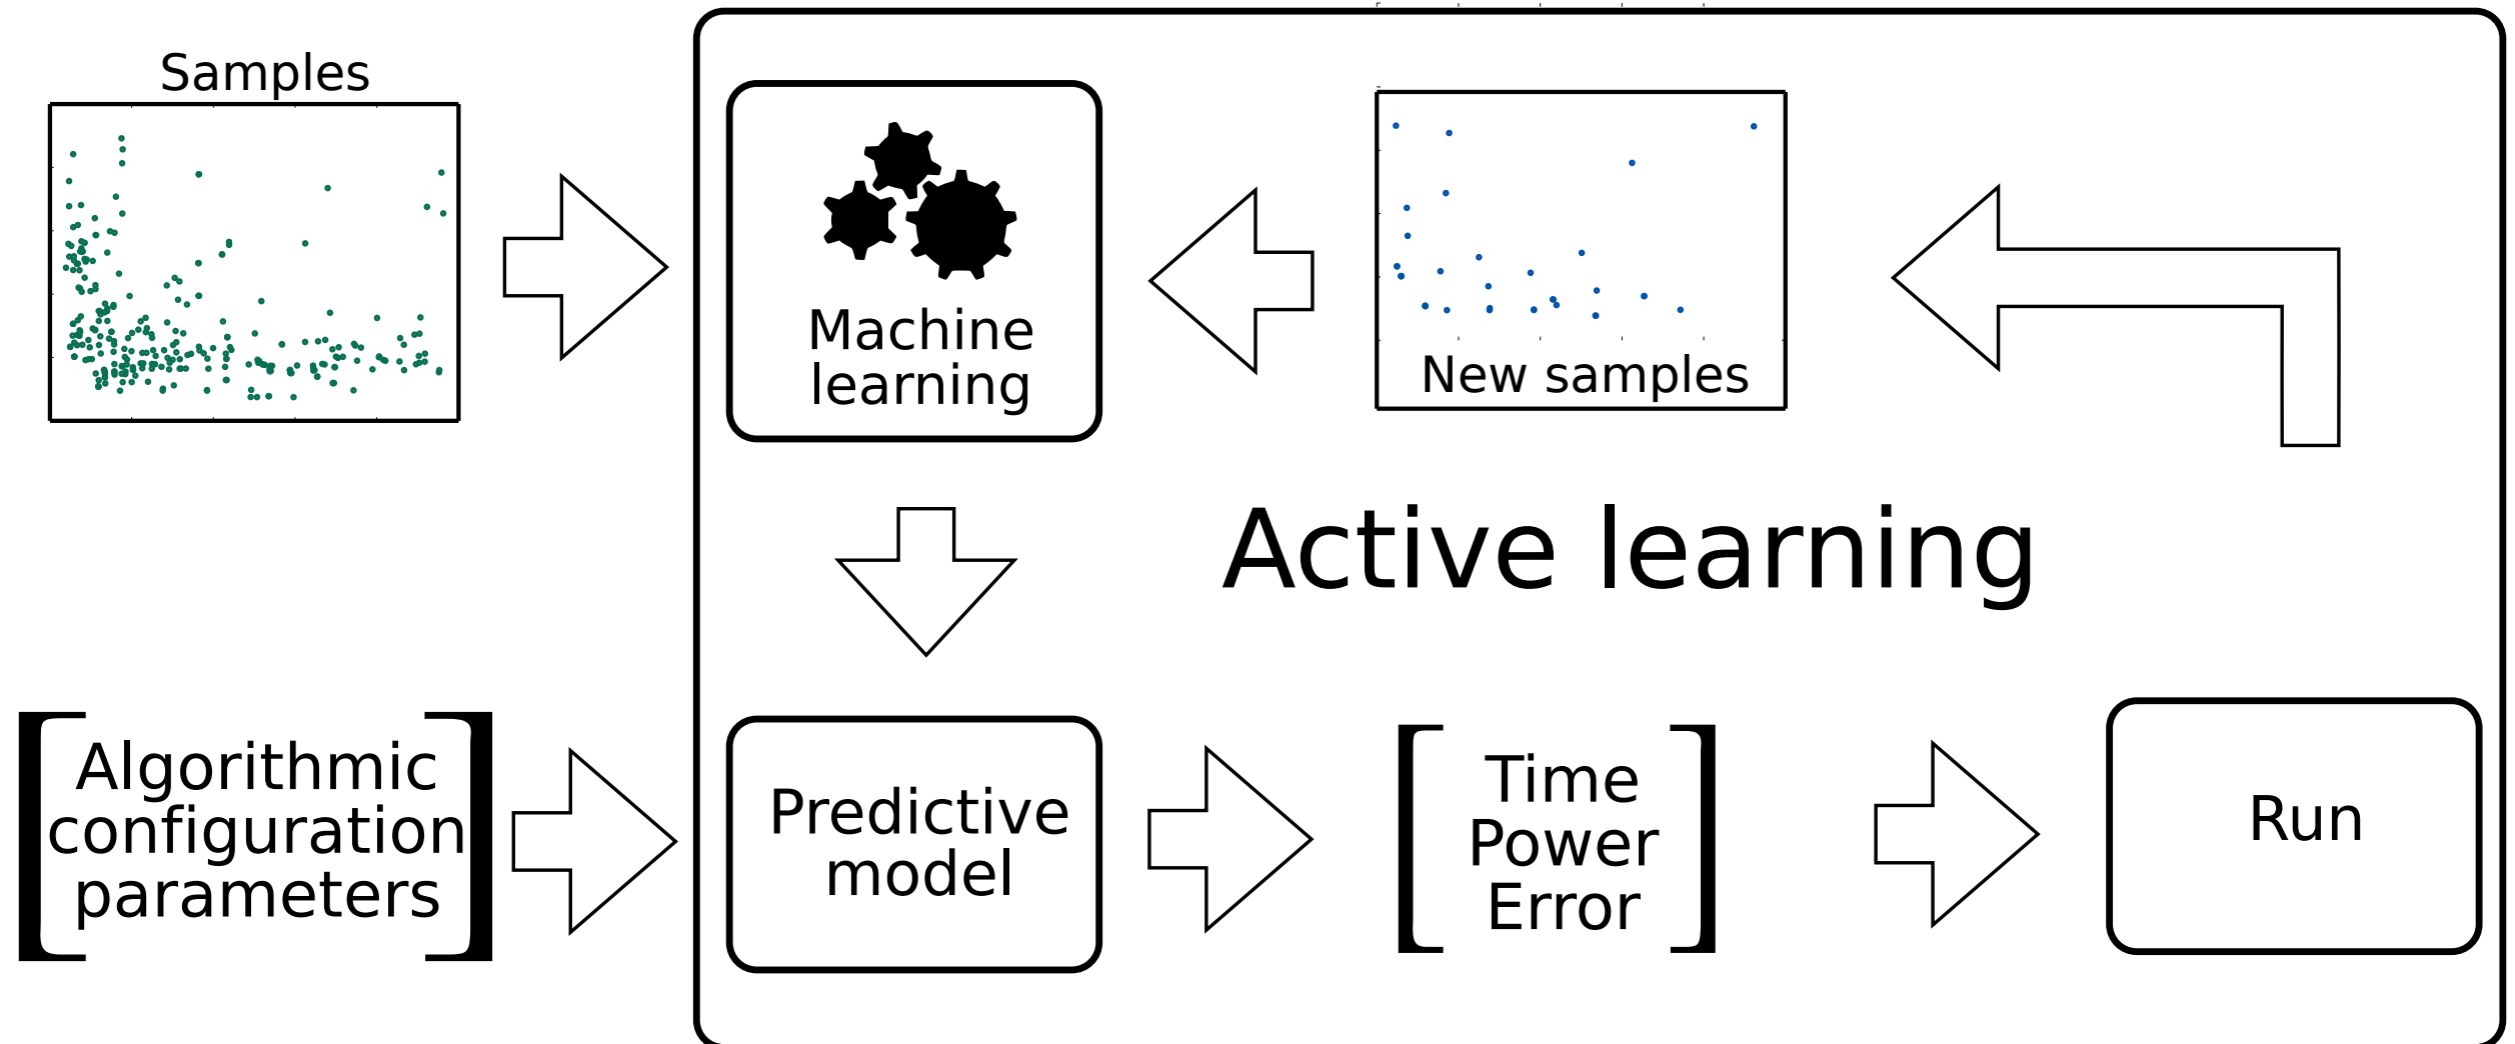 Samples
Machine
learning
New samples
Active learning
Algorithmic
configuration
parameters
Predictive
model
Time
Power
Error
Run